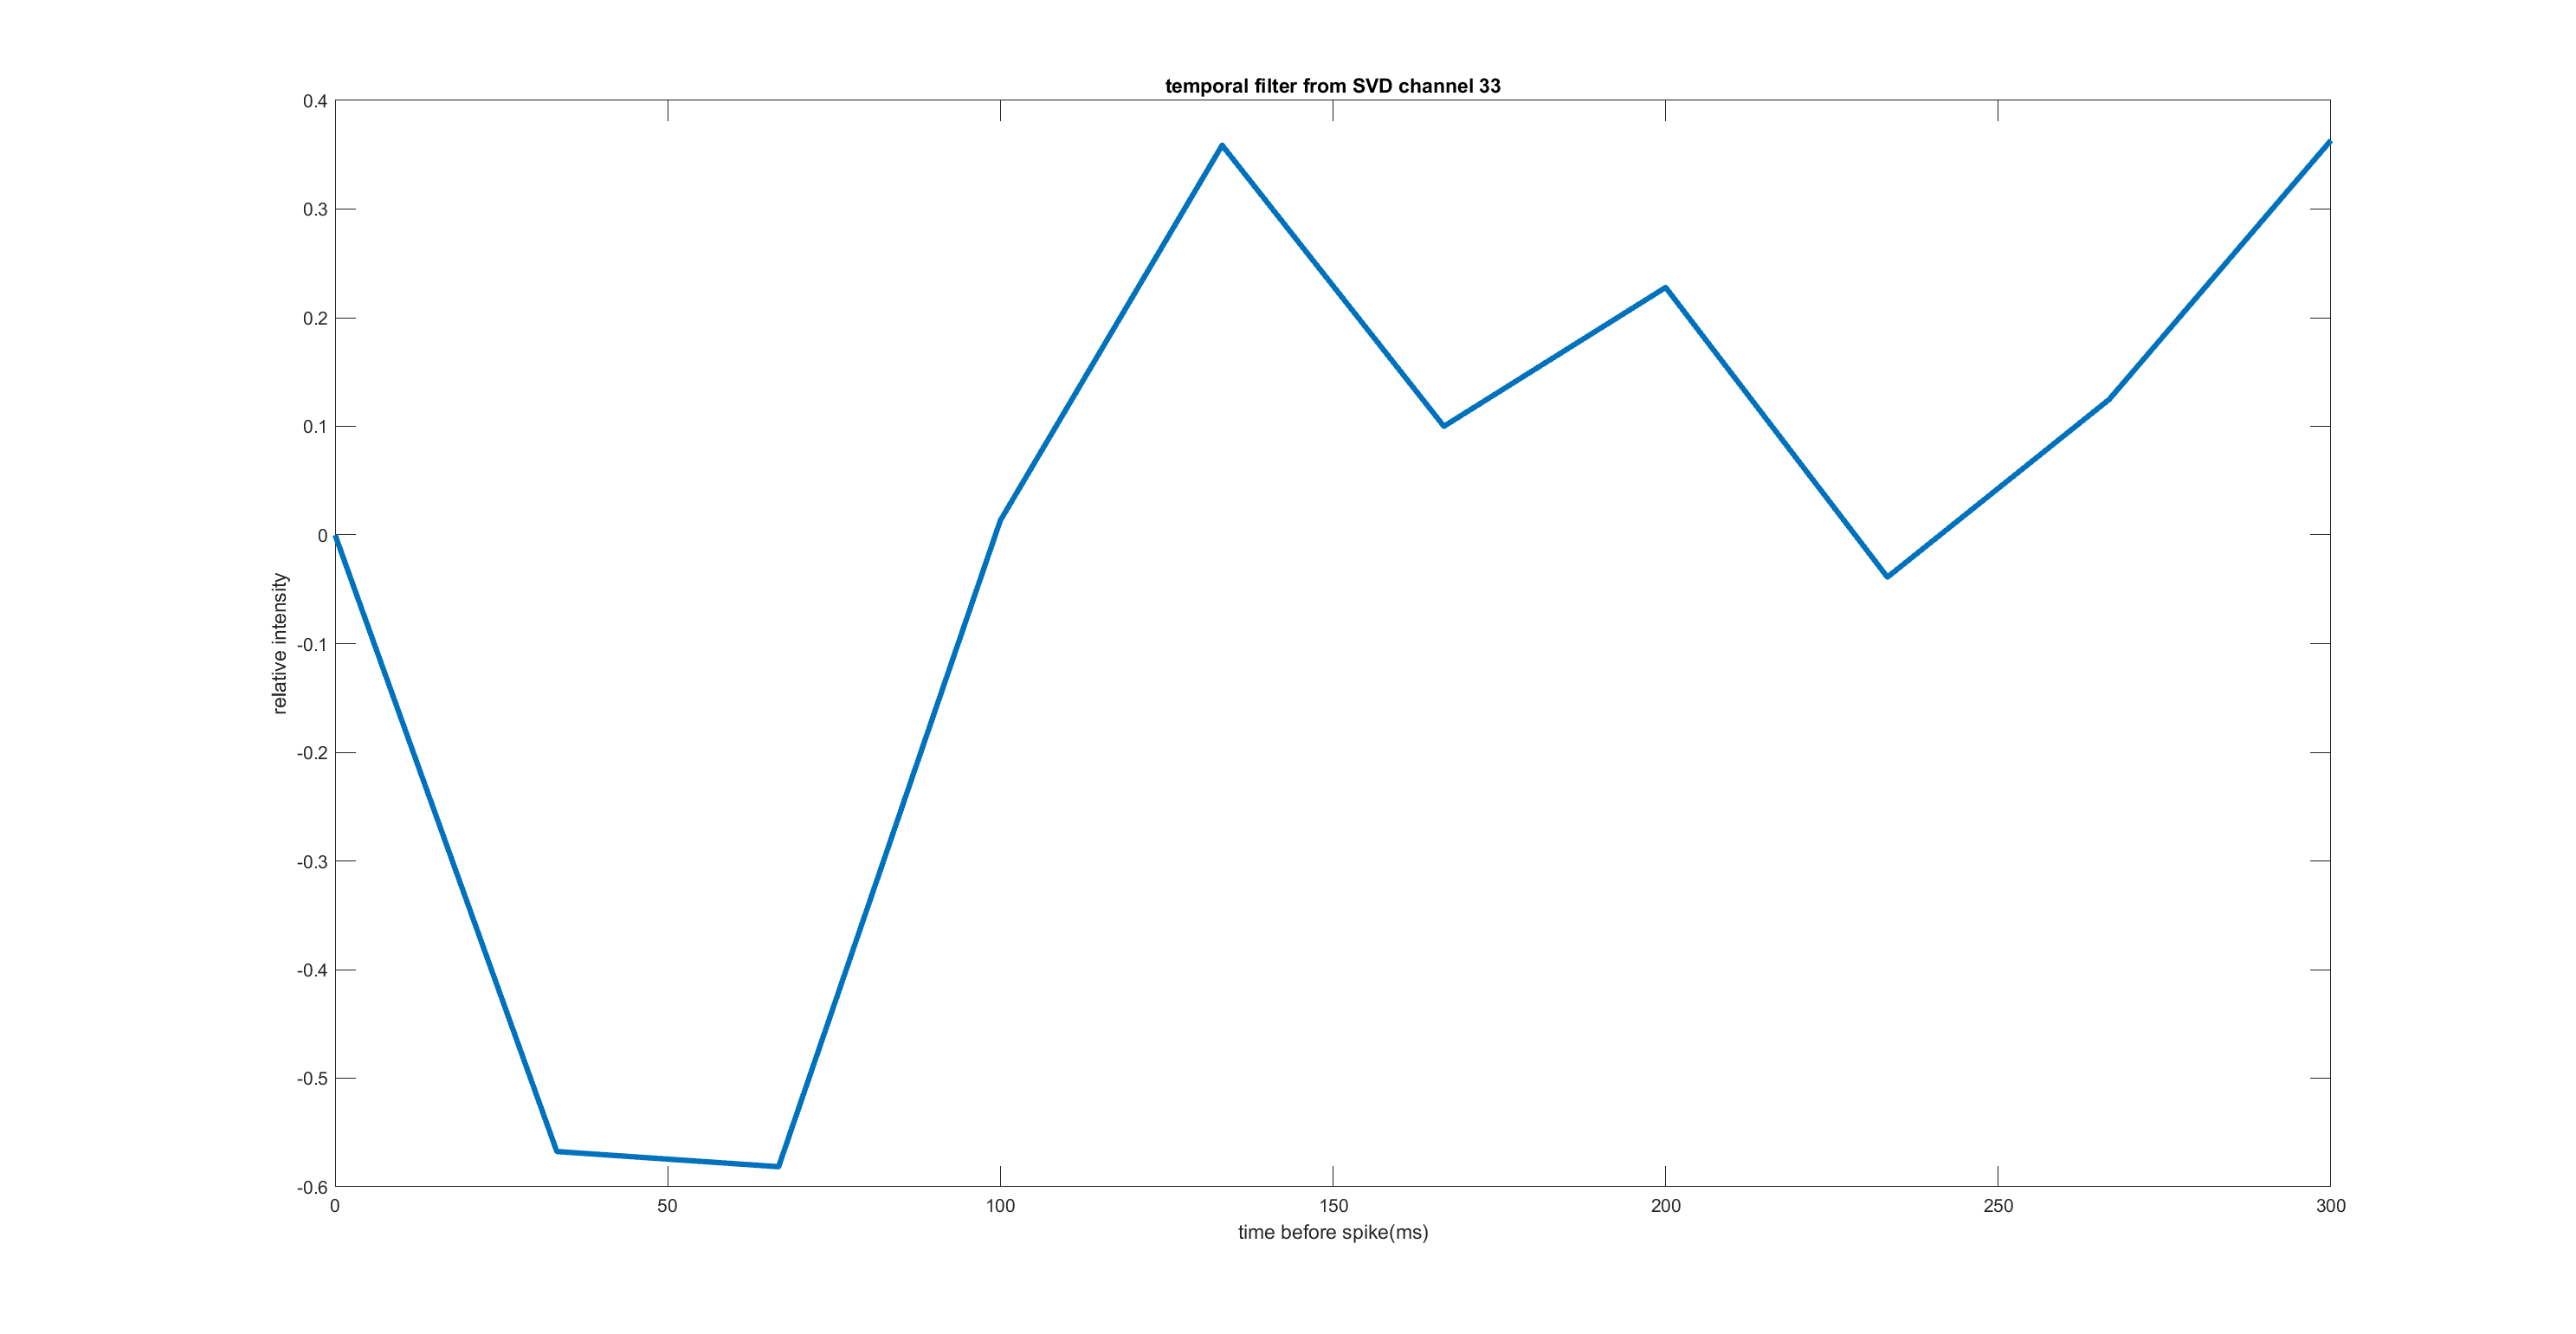 temporal filter from SVD channel 33
0.4
0.3
0.2
0.1
0
-0.1
-0.2
-0.3
-0.4
-0.5
-0.6
relative intensity
0 50 100 150 200 250 300
time before spike(ms)